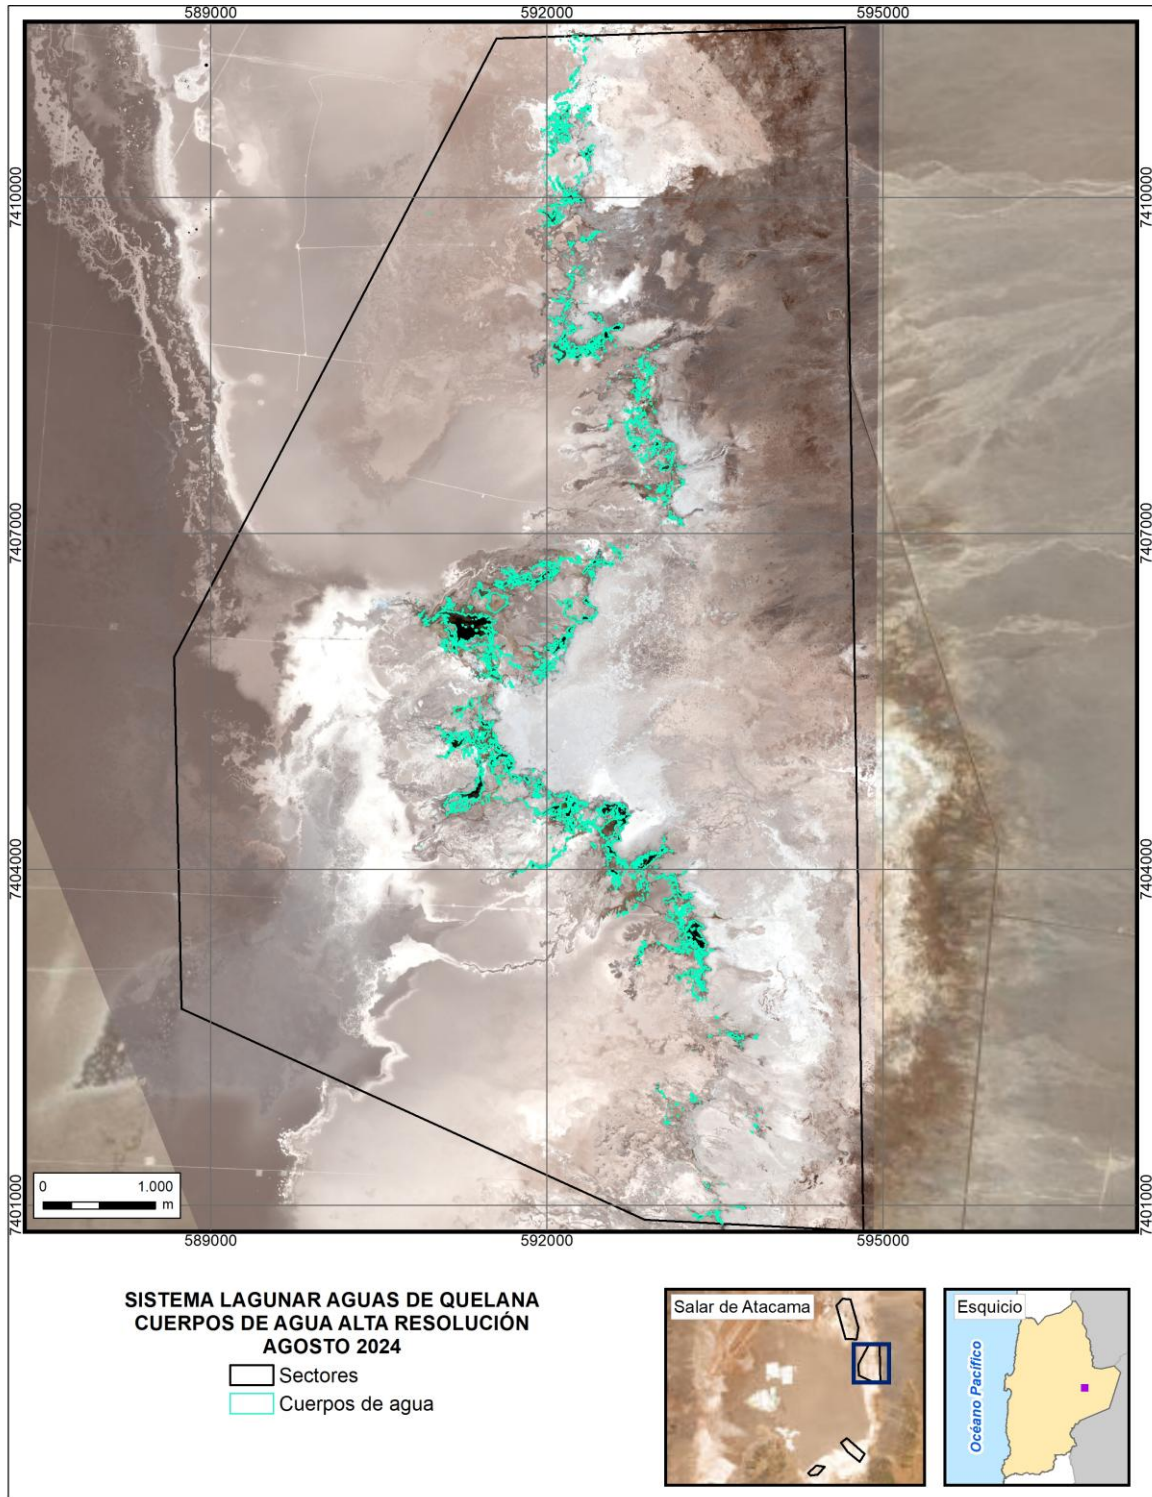 589000 592000 595000
7410000 7410000
7407000 7407000
7404000 7404000
7401000 7401000
0 1.000
m
589000 592000 595000
SISTEMA LAGUNAR AGUAS DE QUELANA
CUERPOS DE AGUA ALTA RESOLUCIÓN
AGOSTO 2024
Sectores
Cuerpos de agua
Salar de Atacama
Esquicio
Océano Pacífico